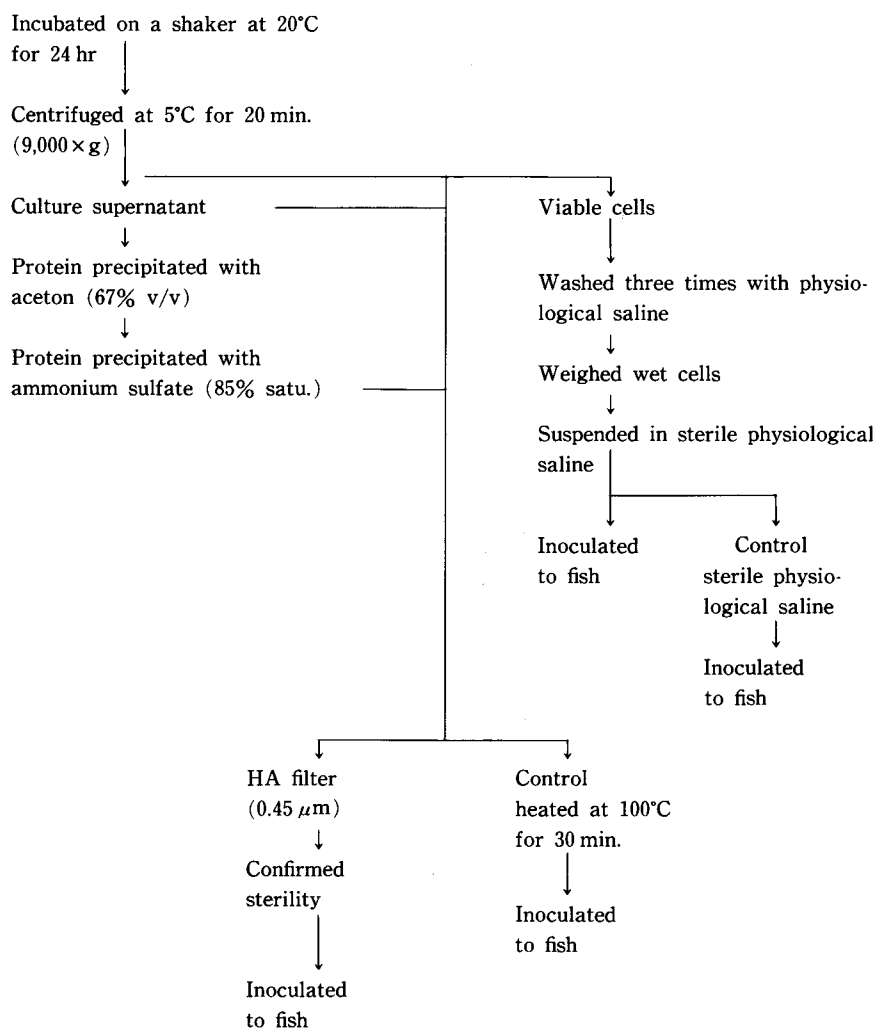 Incubated on a shaker at 20°C
for 24 hr
Centrifuged at 5°C for 20 min.
(9,000 × g)
Culture supernatant
Protein precipitated with
aceton (67% v/v)
Protein precipitated with
ammonium sulfate (85% satu.)
Viable cells
Washed three times with physio-
logical saline
Weighed wet cells
Suspended in sterile physiological
saline
Inoculated
to fish
Control
sterile physio-
logical saline
Inoculated
to fish
HA filter
(0.45 μm)
Confirmed
sterility
Inoculated
to fish
Control
heated at 100°C
for 30 min.
Inoculated
to fish